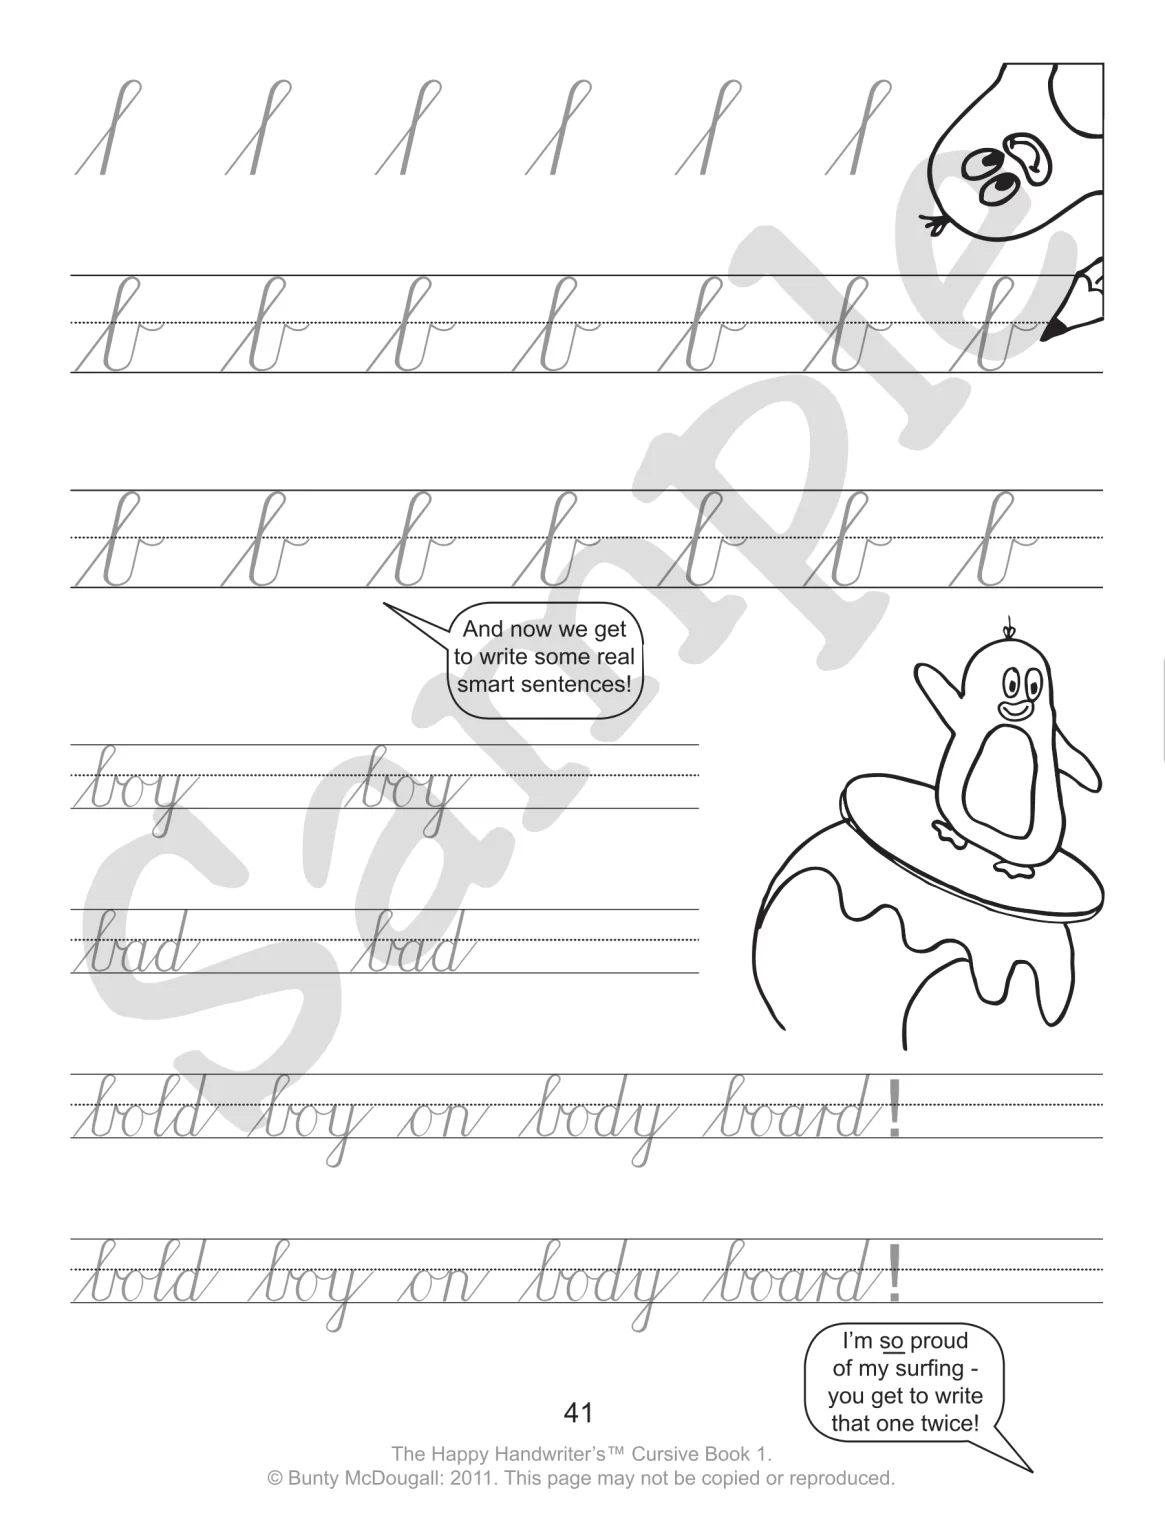 b b b b b b b
b b b b b b b
And now we get
to write some real
smart sentences!
boy boy
bad bad
bold boy on body board!
bold boy on body board!
I'm so proud
of my surfing -
you get to write
that one twice!
41
The Happy Handwriter's™ Cursive Book 1.
© Bunty McDougall: 2011. This page may not be copied or reproduced.
Sample